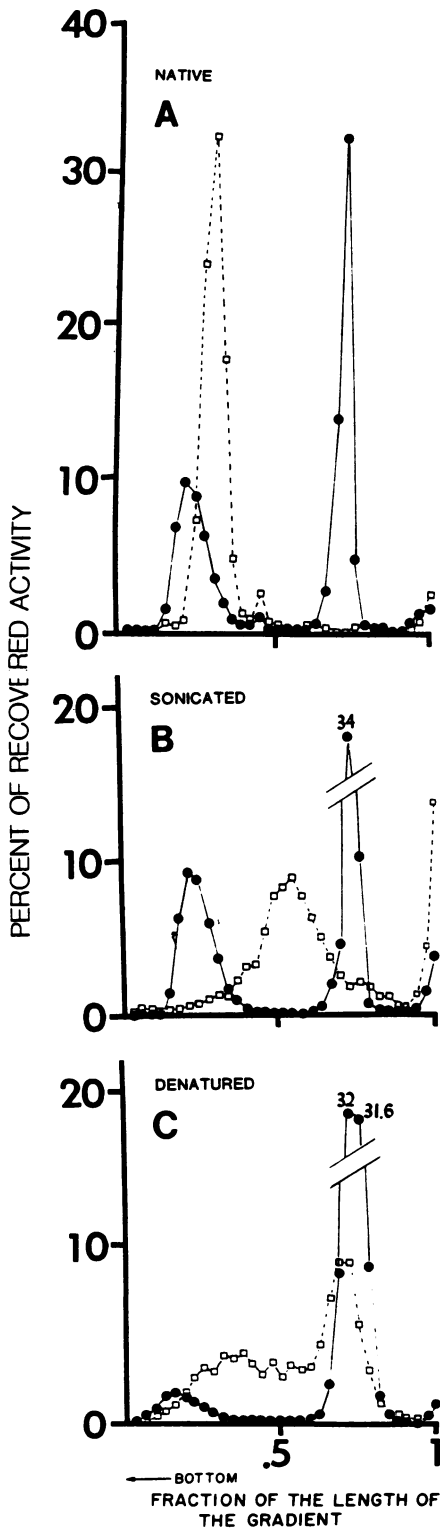 PERCENT OF RECOVERED ACTIVITY
40
NATIVE
A
30
20
10
0
20
SONICATED
B
34
10
0
20
DENATURED
C
32
31.6
10
0
.5
1
BOTTOM
FRACTION OF THE LENGTH OF
THE GRADIENT